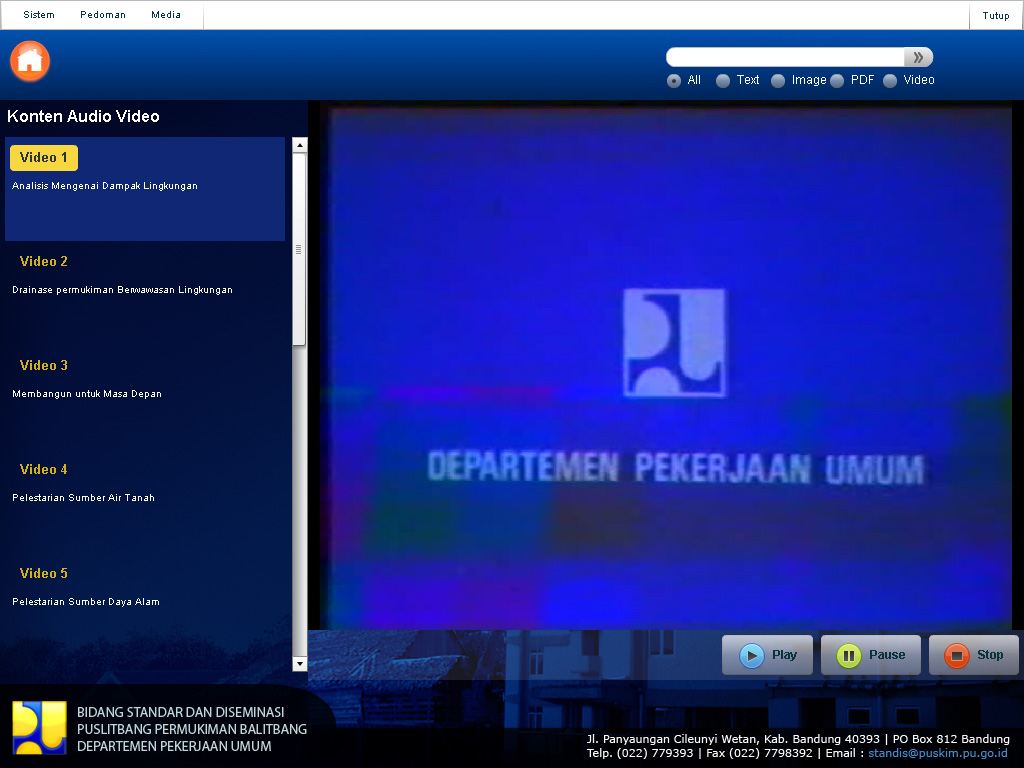 Sistem Pedoman Media Tutup
»
All Text Image PDF Video
Konten Audio Video
Video 1
Analisis Mengenai Dampak Lingkungan
Video 2
Drainase permukiman Berwawasan Lingkungan
Video 3
Membangun untuk Masa Depan
Video 4
Pelestarian Sumber Air Tanah
Video 5
Pelestarian Sumber Daya Alam
DEPARTEMEN PEKERJAAN UMUM
Play Pause Stop
BIDANG STANDAR DAN DISEMINASI
PUSLITBANG PERMUKIMAN BALITBANG
DEPARTEMEN PEKERJAAN UMUM
Jl. Panyaungan Cileunyi Wetan, Kab. Bandung 40393 | PO Box 812 Bandung
Telp. (022) 779393 | Fax (022) 7798392 | Email : standis@puskim.pu.go.id